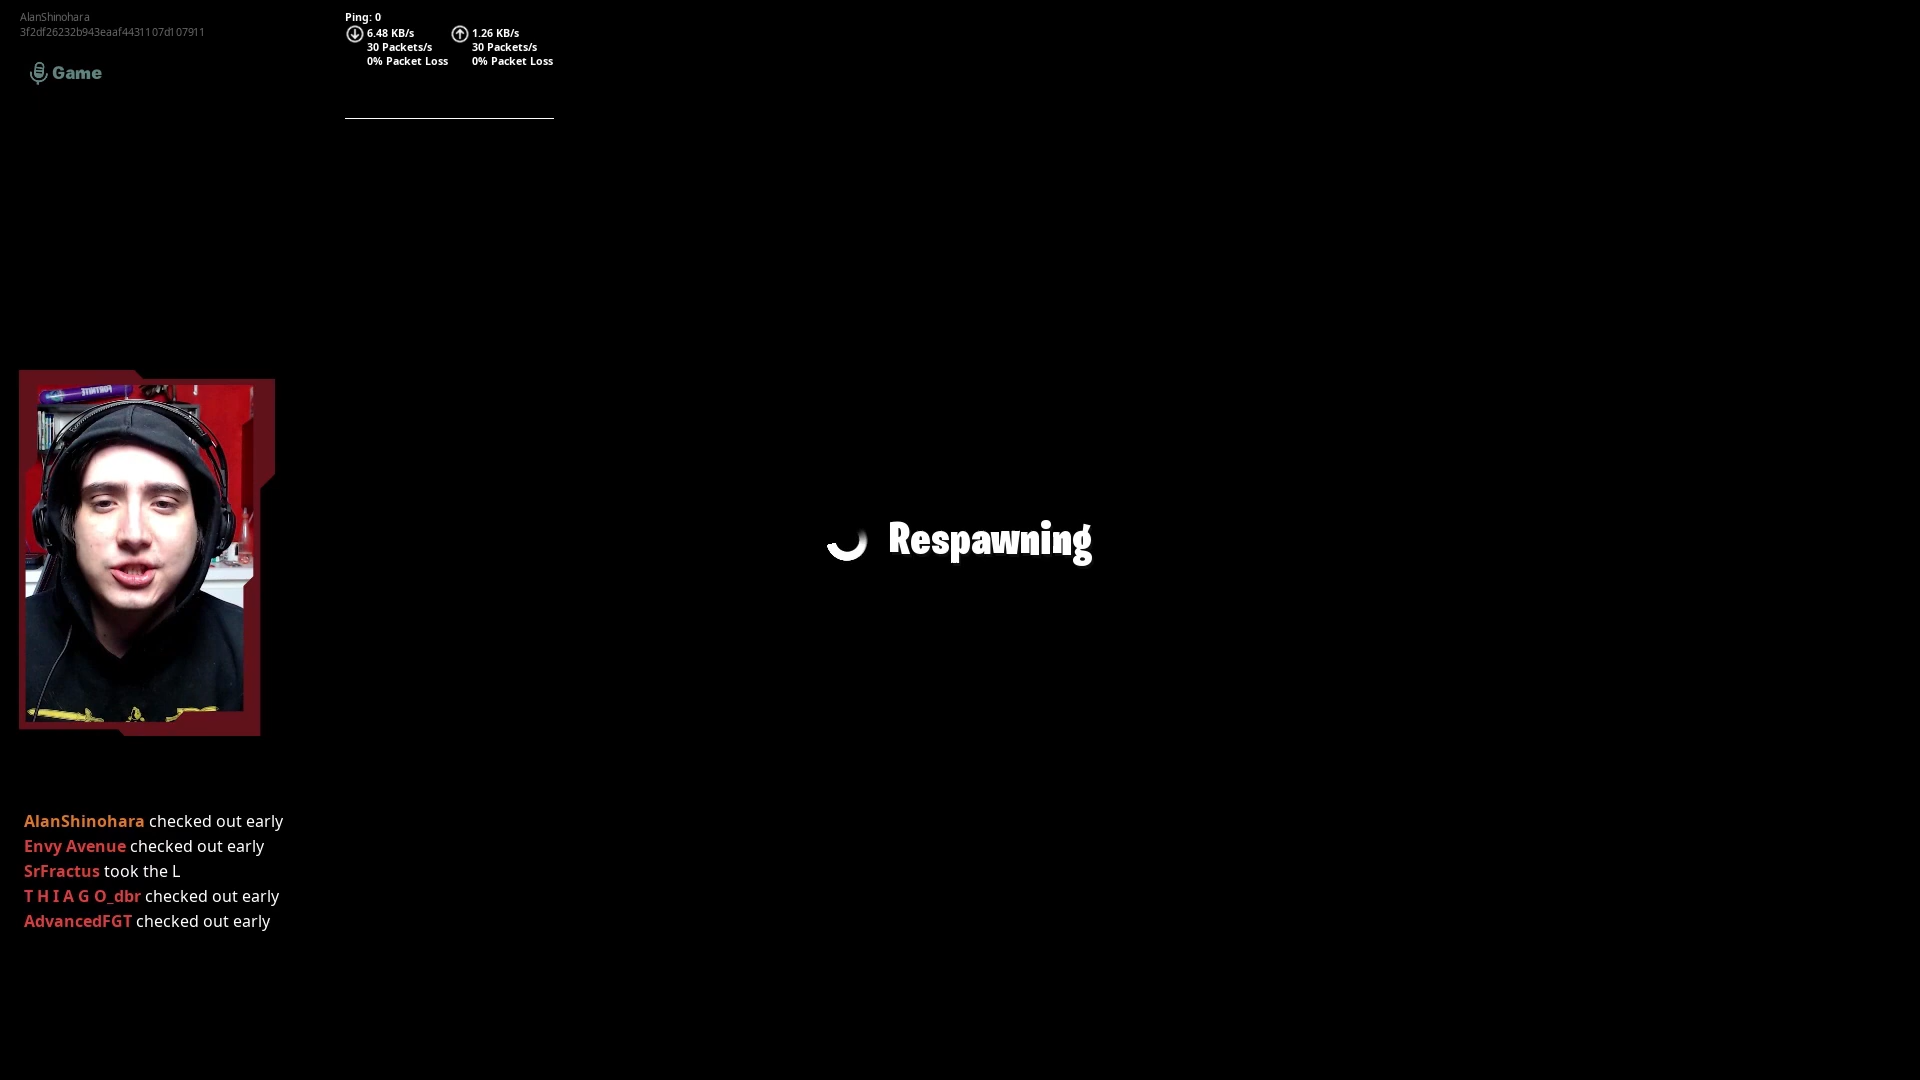 AlanShinohara
3f2df26232b943eaaf4431107d107911
Game
Ping: 0
6.48 KB/s
30 Packets/s
0% Packet Loss
1.26 KB/s
30 Packets/s
0% Packet Loss
FORTNITE
Respawning
AlanShinohara checked out early
Envy Avenue checked out early
SrFractus took the L
T H I A G O_dbr checked out early
AdvancedFGT checked out early